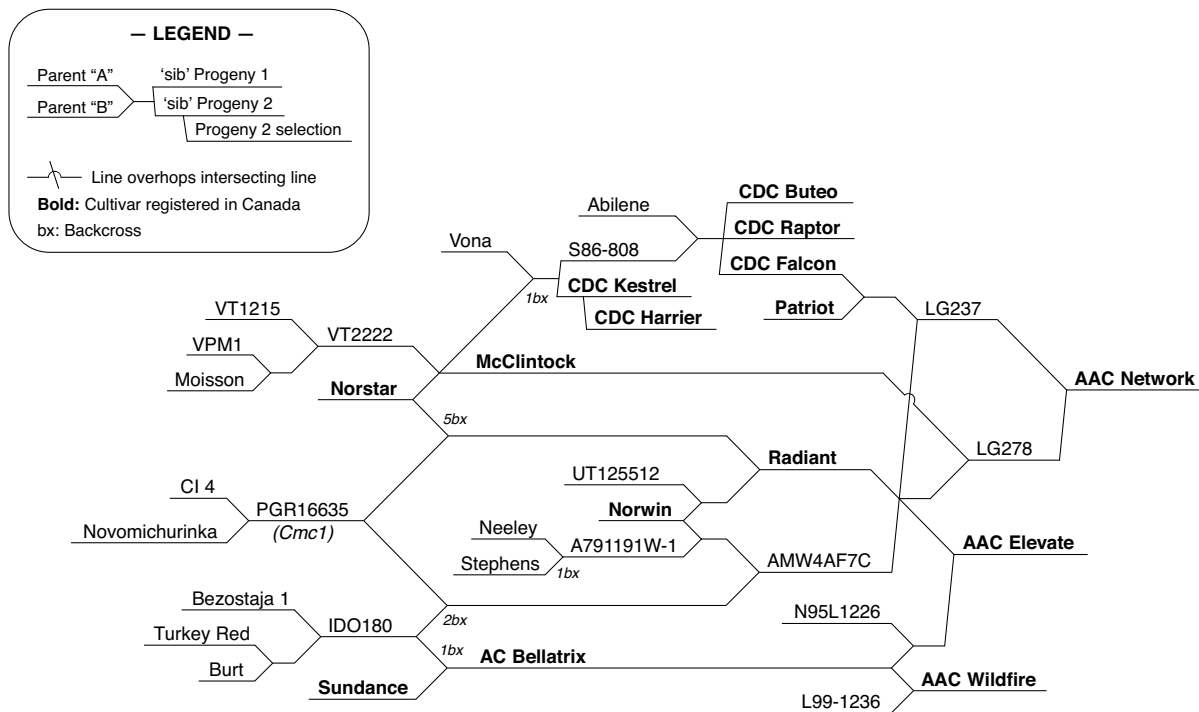 — LEGEND —
Parent “A”
‘sib’ Progeny 1
Parent “B”
‘sib’ Progeny 2
Progeny 2 selection
Line overhops intersecting line
Bold: Cultivar registered in Canada
bx: Backcross
CDC Buteo
Abilene
CDC Raptor
Vona
S86-808
CDC Falcon
1bx
CDC Kestrel
Patriot
LG237
VT1215
CDC Harrier
VT2222
VPM1
Moisson
McClintock
AAC Network
Norstar
5bx
Radiant
LG278
UT125512
CI 4
PGR16635
(Cmc1)
Norwin
Novomichurinka
Neeley
A791191W-1
AAC Elevate
Stephens
1bx
AMW4AF7C
Bezostaja 1
2bx
N95L1226
IDO180
Turkey Red
1bx
Burt
AC Bellatrix
AAC Wildfire
Sundance
L99-1236